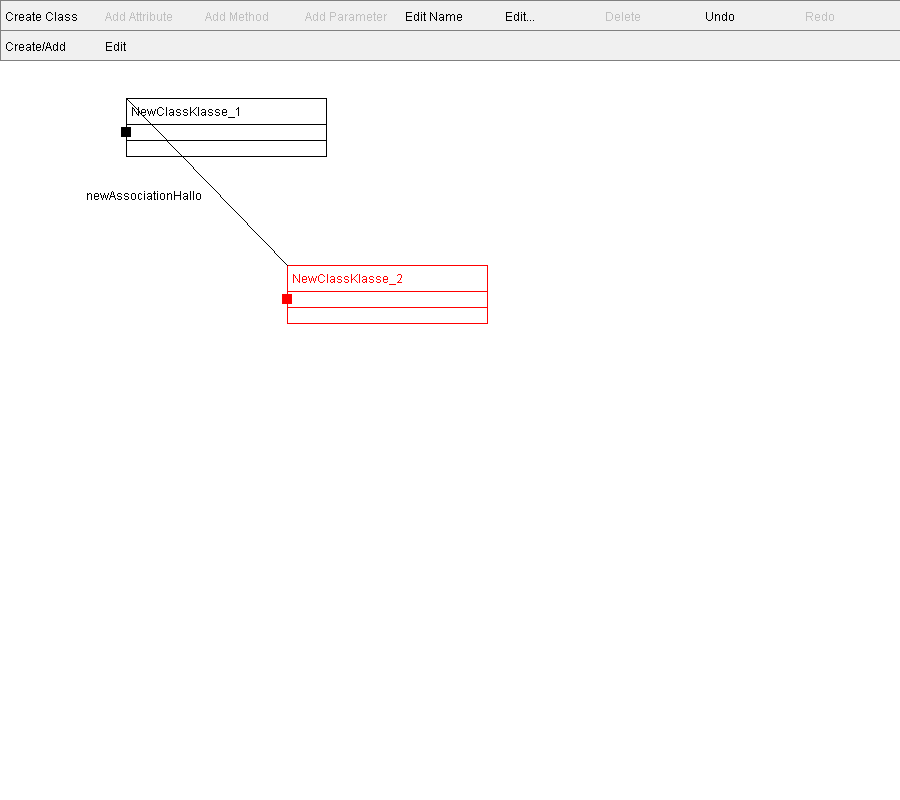 Create Class Add Attribute Add Method Add Parameter Edit Name Edit... Delete Undo Redo
Create/Add Edit
NewClassKlasse_1
newAssociationHallo
NewClassKlasse_2